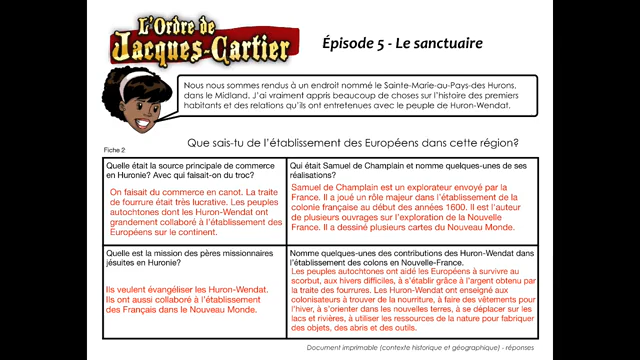 L'Ordre de
Jacques-Cartier
Épisode 5 - Le sanctuaire
Nous nous sommes rendus à un endroit nommé le Sainte-Marie-au-Pays-des Hurons,
dans le Midland. J'ai vraiment appris beaucoup de choses sur l'histoire des premiers
habitants et des relations qu'ils ont entretenues avec le peuple de Huron-Wendat.
Que sais-tu de l'établissement des Européens dans cette région?
Fiche 2
Quelle était la source principale de commerce
en Huronie? Avec qui faisait-on du troc?
On faisait du commerce en canot. La traite
de fourrure était très lucrative. Les peuples
autochtones dont les Huron-Wendat ont
grandement collaboré à l'établissement des
Européens sur le continent.
Qui était Samuel de Champlain et nomme quelques-unes de ses
réalisations?
Samuel de Champlain est un explorateur envoyé par la
France. Il a joué un rôle majeur dans l'établissement de la
colonie française au début des années 1600. Il est l'auteur
de plusieurs ouvrages sur l'exploration de la Nouvelle
France. Il a dessiné plusieurs cartes du Nouveau Monde.
Quelle est la mission des pères missionnaires
jésuites en Huronie?
Ils veulent évangéliser les Hurons.
Ils ont aussi collaboré à l'établissement
des Français dans le Nouveau Monde.
Nomme quelques-unes des contributions des Huron-Wendat dans
l'établissement des colons en Nouvelle-France.
Les peuples autochtones ont aidé les Européens à survivre au
scorbut, aux hivers difficiles, à s'établir grâce à l'argent obtenu par
la traite des fourrures. Les Huron-Wendat ont enseigné aux
colonisateurs à trouver de la nourriture, à faire des vêtements pour
l'hiver, à s'orienter dans les nouvelles terres, à se déplacer sur les
lacs et rivières, à utiliser les ressources de la nature pour fabriquer
des objets, des abris et des outils.
Document imprimable (contexte historique et géographique) - réponses